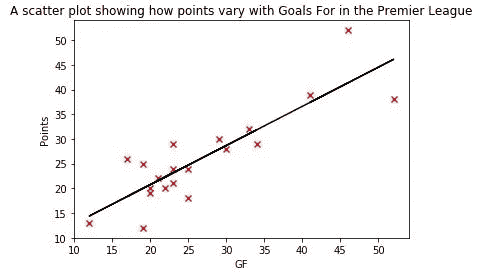 A scatter plot showing how points vary with Goals For in the Premier League
50
45
40
35
30
25
20
15
10
Points
10 15 20 25 30 35 40 45 50
GF